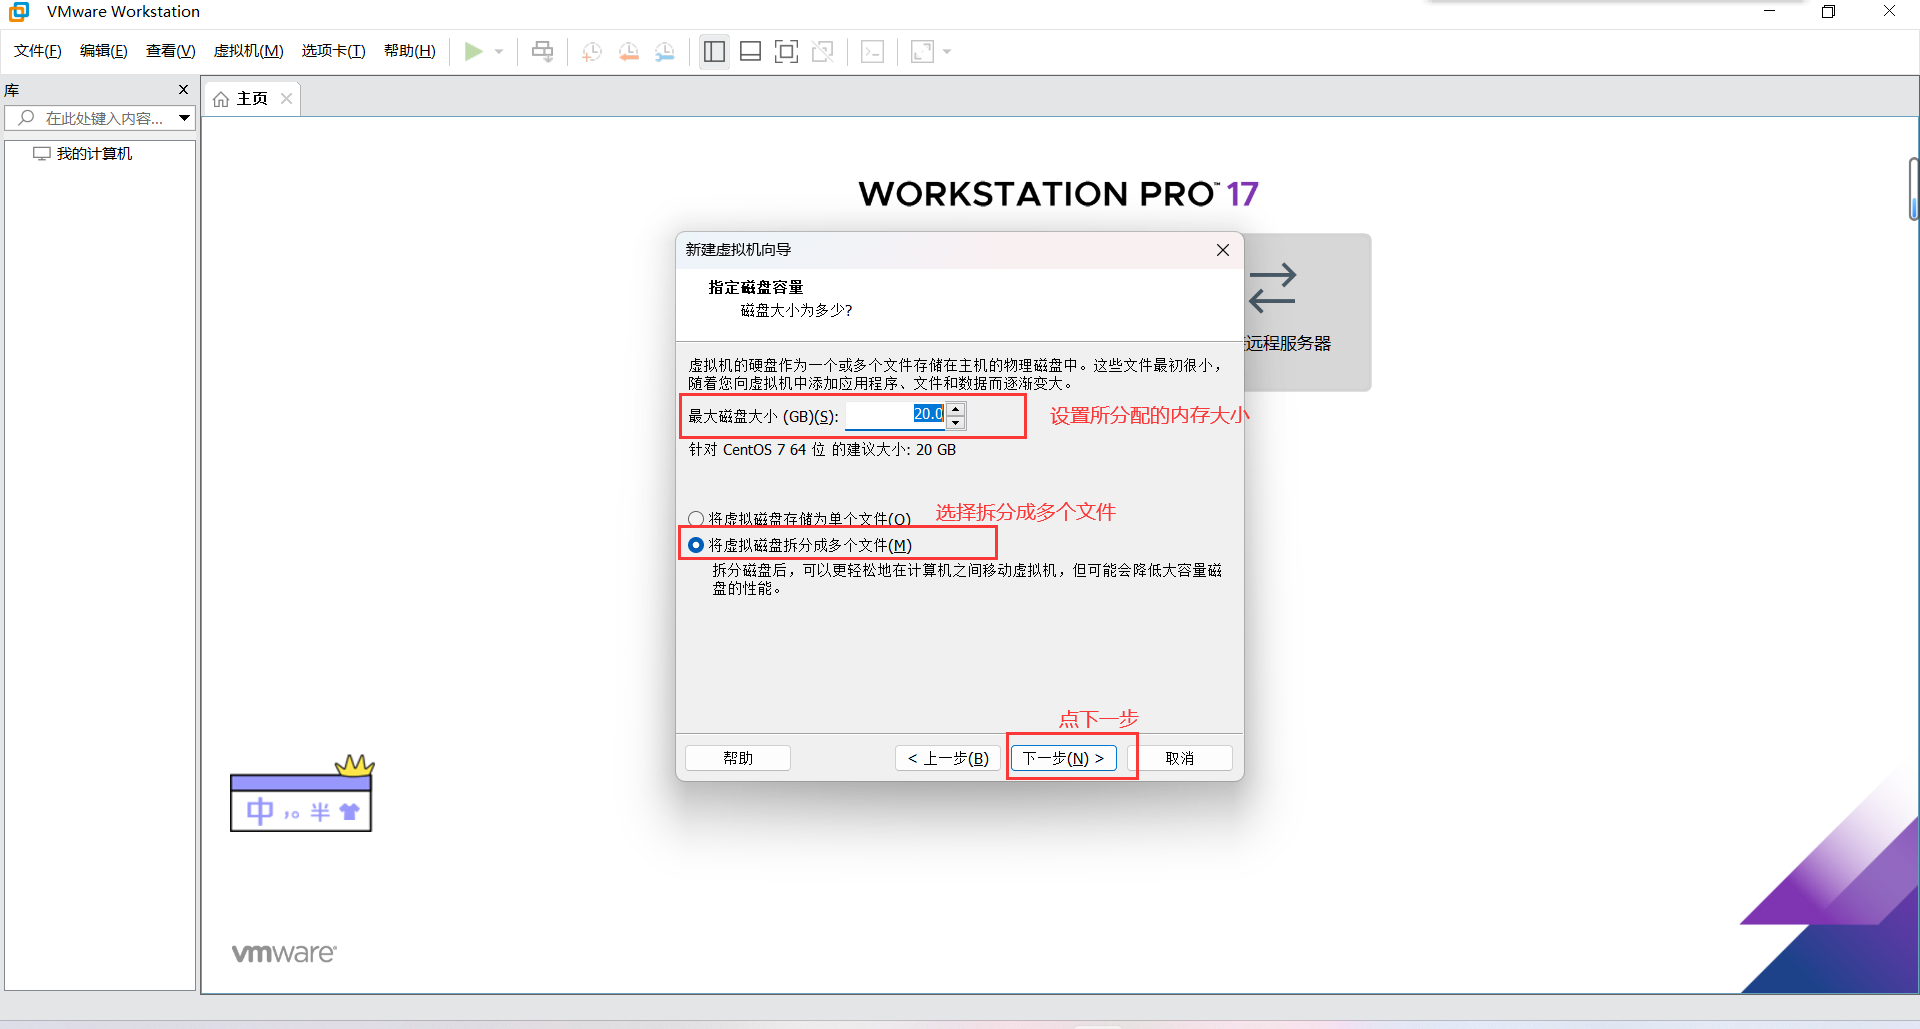 VMware Workstation
文件(F) 编辑(E) 查看(V) 虚拟机(M) 选项卡(T) 帮助(H)
库
在此处键入内容...
我的计算机
主页
WORKSTATION PRO™ 17
远程服务器
新建虚拟机向导
指定磁盘容量
磁盘大小为多少?
虚拟机的硬盘作为一个或多个文件存储在主机的物理磁盘中。这些文件最初很小，
随着您向虚拟机中添加应用程序、文件和数据而逐渐变大。
最大磁盘大小 (GB)(S): 20.0
设置所分配的内存大小
针对 CentOS 7 64 位 的建议大小: 20 GB
选择拆分成多个文件
将虚拟磁盘存储为单个文件(O)
将虚拟磁盘拆分成多个文件(M)
拆分磁盘后，可以更轻松地在计算机之间移动虚拟机，但可能会降低大容量磁
盘的性能。
点下一步
帮助 < 上一步(B) 下一步(N) > 取消
中 ,。 半
vmware®